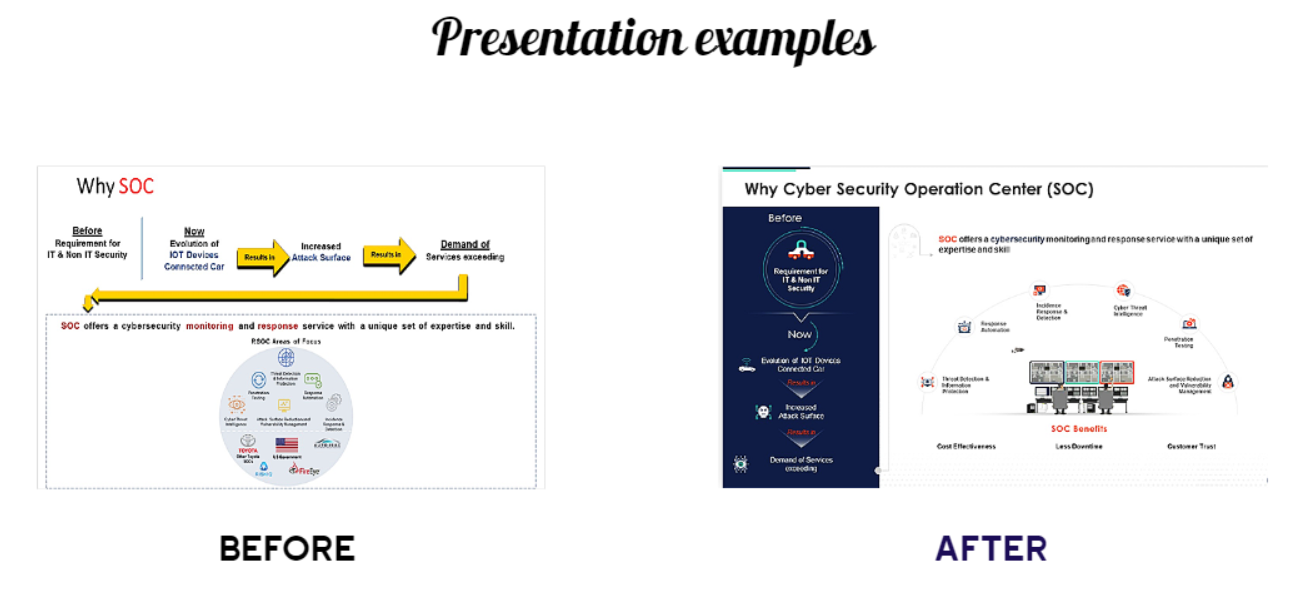 Presentation examples
Why SOC
Before
Requirement for
IT & Non IT Security
Now
Evolution of
IOT Devices
Connected Car
Results in
Increased
Attack Surface
Results in
Demand of
Services exceeding
SOC offers a cybersecurity monitoring and response service with a unique set of expertise and skill.
Areas of Focus
Threat Detection
& Information
Protection
Penetration
Testing
Response
Automation
Cyber Threat
Intelligence
Attack Surface Reduction and
Vulnerability Management
Incidence
Response &
Detection
TOYOTA
Other Toyota
SOCs
US Government
FireEye
BEFORE
Why Cyber Security Operation Center (SOC)
Before
Requirement for
IT & Non IT
Security
Now
Evolution of IOT Devices
Connected Car
Results in
Increased
Attack Surface
Results in
Demand of Services
exceeding
SOC offers a cybersecurity monitoring and response service with a unique set of
expertise and skill
Incidence
Response &
Detection
Cyber Threat
Intelligence
Response
Automation
Penetration
Testing
Threat Detection &
Information
Protection
Attack Surface Reduction
and Vulnerability
Management
SOC Benefits
Cost Effectiveness
Less Downtime
Customer Trust
AFTER